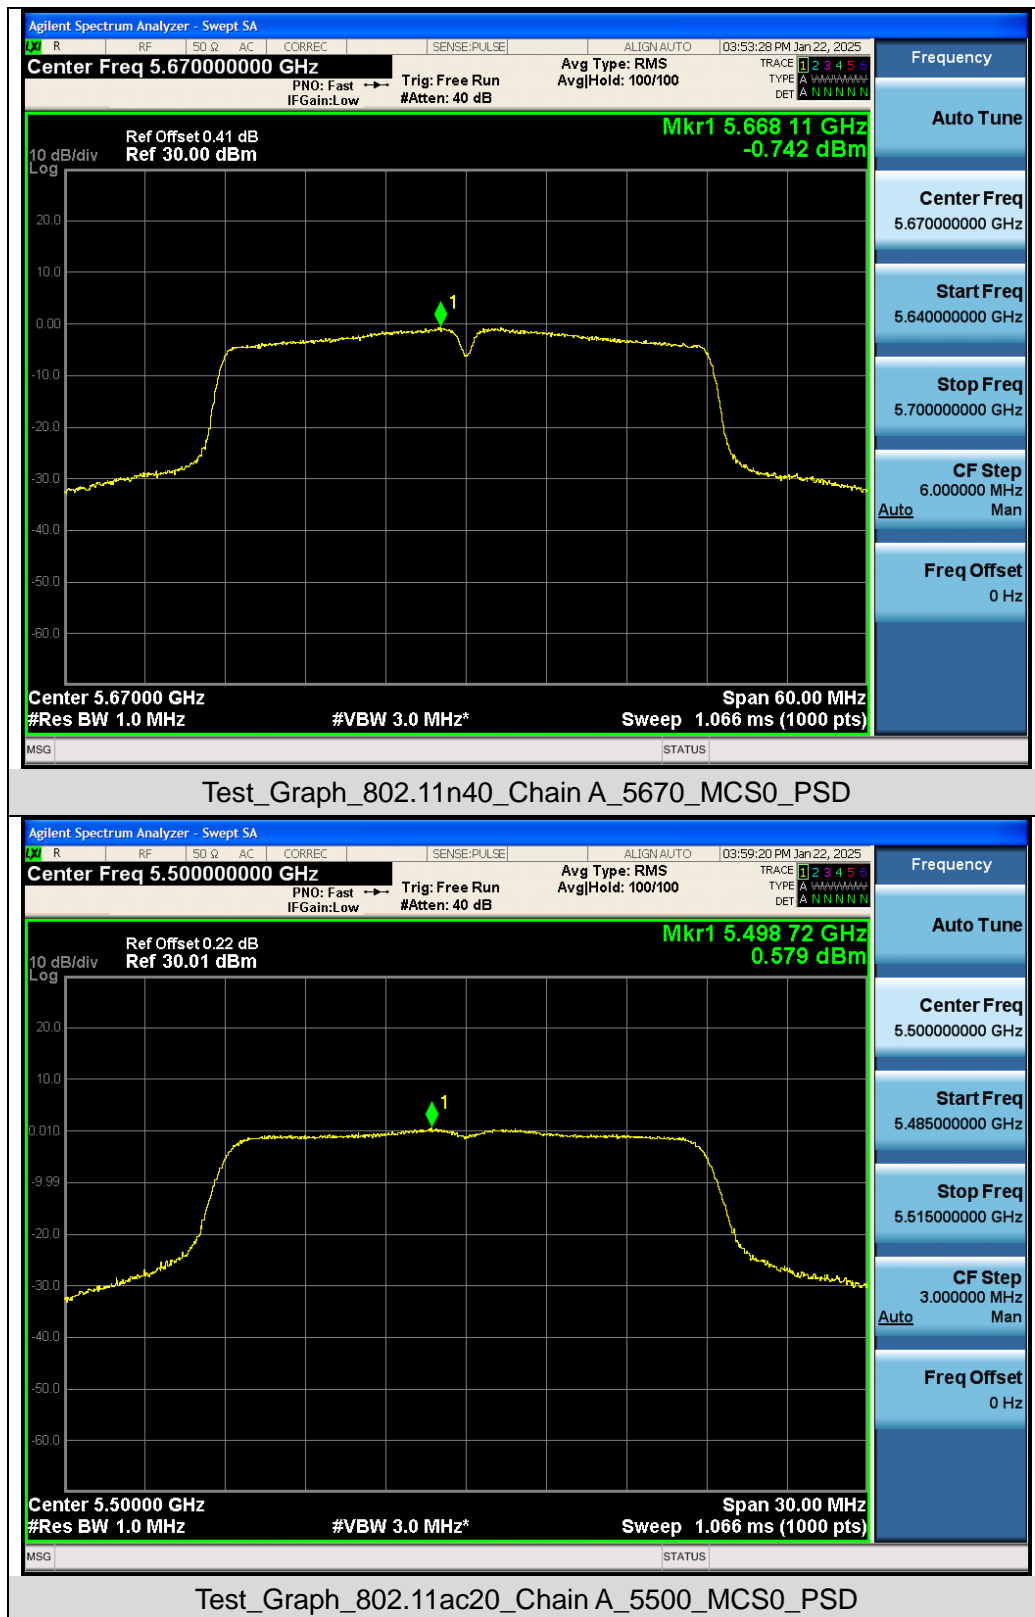 Agilent Spectrum Analyzer - Swept SA
LXI R RF 50 Ω AC CORREC SENSE:PULSE ALIGN AUTO 03:53:28 PM Jan 22, 2025
Center Freq 5.670000000 GHz
PNO: Fast
IFGain:Low
Trig: Free Run
#Atten: 40 dB
Avg Type: RMS
Avg|Hold: 100/100
TRACE 1 2 3 4 5 6
TYPE A WWWWW
DET A N N N N N
Frequency
Auto Tune
Center Freq
5.670000000 GHz
Start Freq
5.640000000 GHz
Stop Freq
5.700000000 GHz
CF Step
6.000000 MHz
Auto Man
Freq Offset
0 Hz
Mkr1 5.668 11 GHz
-0.742 dBm
Ref Offset 0.41 dB
10 dB/div Ref 30.00 dBm
Log
20.0
10.0
1
0.00
-10.0
-20.0
-30.0
-40.0
-50.0
-60.0
Center 5.67000 GHz Span 60.00 MHz
#Res BW 1.0 MHz #VBW 3.0 MHz* Sweep 1.066 ms (1000 pts)
MSG STATUS
Test_Graph_802.11n40_Chain A_5670_MCS0_PSD
Agilent Spectrum Analyzer - Swept SA
LXI R RF 50 Ω AC CORREC SENSE:PULSE ALIGN AUTO 03:59:20 PM Jan 22, 2025
Center Freq 5.500000000 GHz
PNO: Fast
IFGain:Low
Trig: Free Run
#Atten: 40 dB
Avg Type: RMS
Avg|Hold: 100/100
TRACE 1 2 3 4 5 6
TYPE A WWWWW
DET A N N N N N
Frequency
Auto Tune
Center Freq
5.500000000 GHz
Start Freq
5.485000000 GHz
Stop Freq
5.515000000 GHz
CF Step
3.000000 MHz
Auto Man
Freq Offset
0 Hz
Mkr1 5.498 72 GHz
0.579 dBm
Ref Offset 0.22 dB
10 dB/div Ref 30.01 dBm
Log
20.0
10.0
1
0.010
-9.99
-20.0
-30.0
-40.0
-50.0
-60.0
Center 5.50000 GHz Span 30.00 MHz
#Res BW 1.0 MHz #VBW 3.0 MHz* Sweep 1.066 ms (1000 pts)
MSG STATUS
Test_Graph_802.11ac20_Chain A_5500_MCS0_PSD